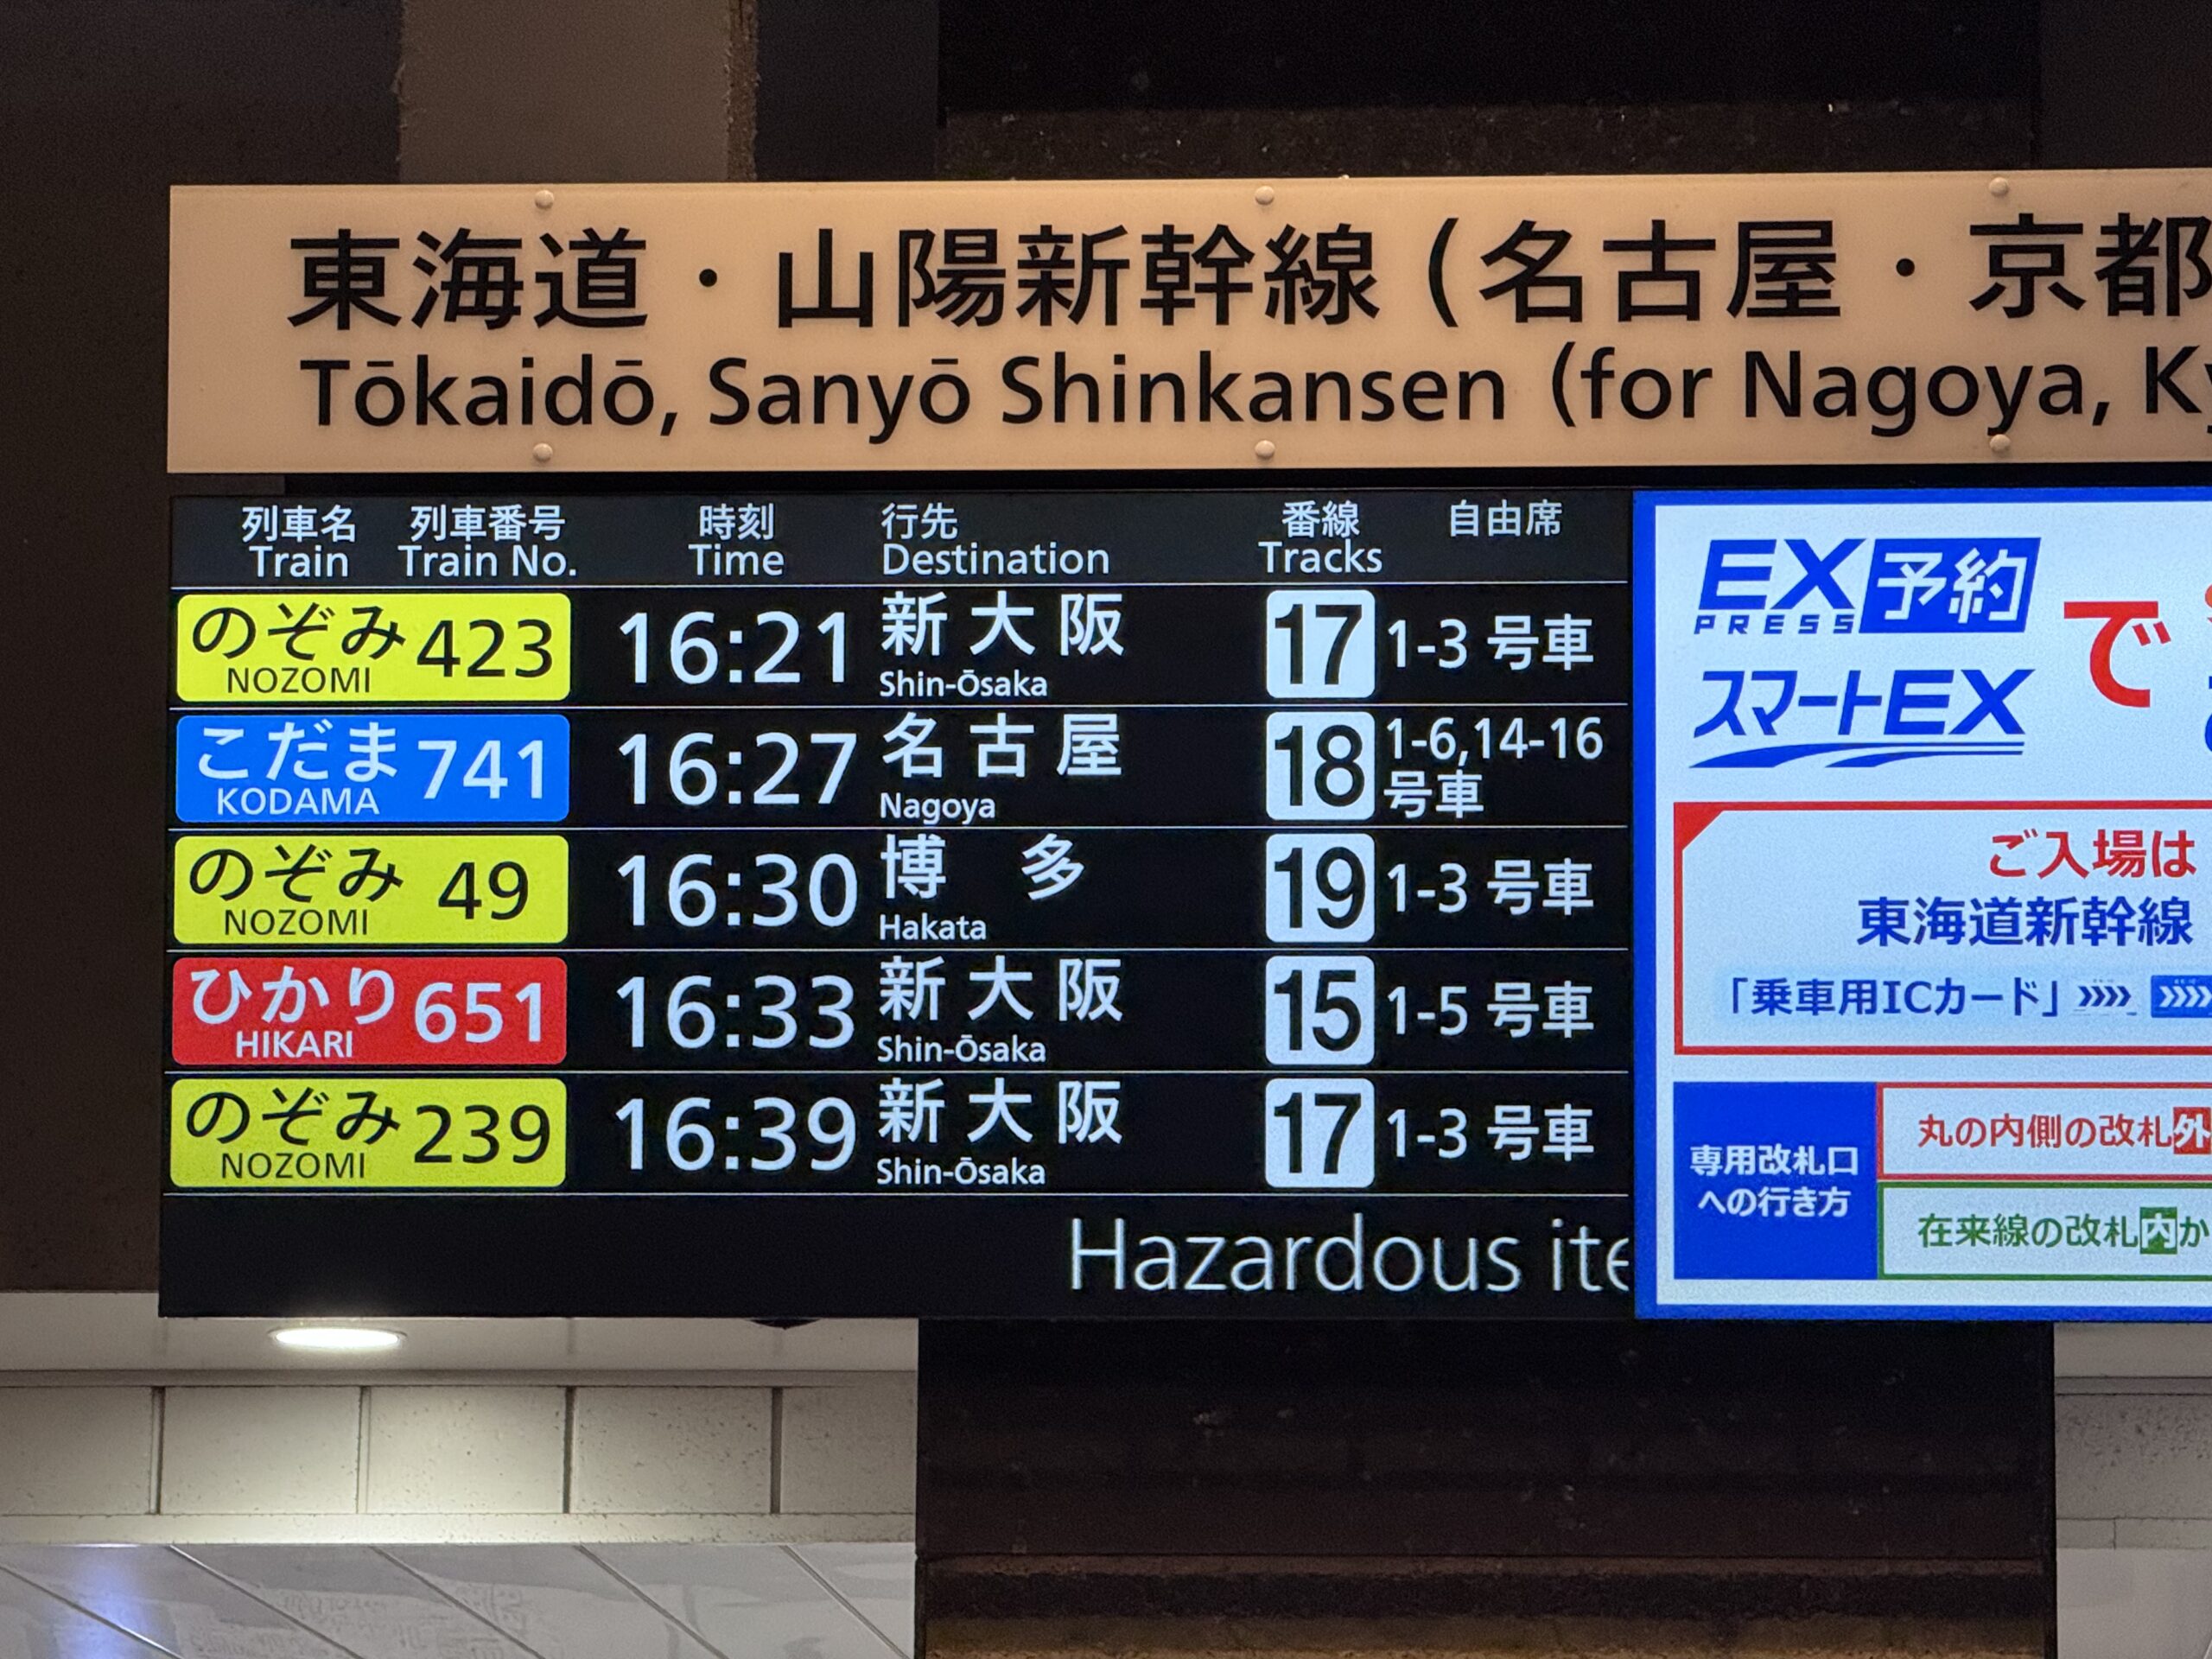 東海道・山陽新幹線(名古屋・京都
Tōkaidō, Sanyō Shinkansen (for Nagoya, Ky
列車名 列車番号 時刻 行先 番線 自由席
Train Train No. Time Destination Tracks
のぞみ 423 16:21 新大阪 17 1-3 号車
NOZOMI Shin-Ōsaka
こだま 741 16:27 名古屋 18 1-6,14-16
号車
KODAMA Nagoya
のぞみ 49 16:30 博多 19 1-3 号車
NOZOMI Hakata
ひかり 651 16:33 新大阪 15 1-5 号車
HIKARI Shin-Ōsaka
のぞみ 239 16:39 新大阪 17 1-3 号車
NOZOMI Shin-Ōsaka
Hazardous ite
EX予約
PRESS
スマートEX
で
ご入場は
東海道新幹線
「乗車用ICカード」
専用改札口
への行き方
丸の内側の改札外
在来線の改札内か